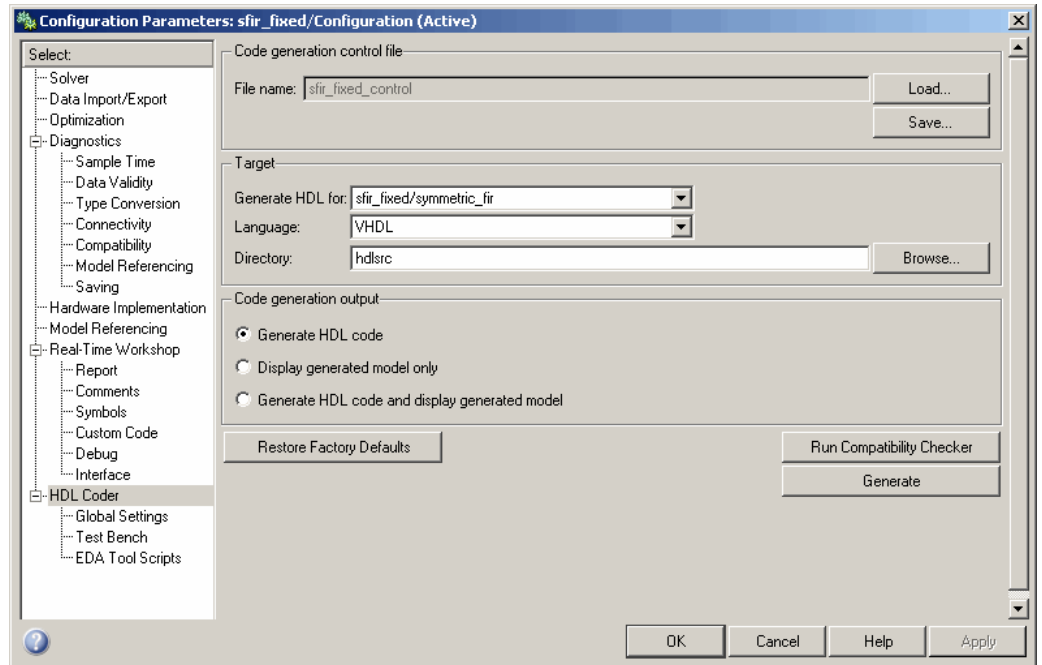 Configuration Parameters: sfir_fixed/Configuration (Active)
Select:
Solver
Data Import/Export
Optimization
Diagnostics
Sample Time
Data Validity
Type Conversion
Connectivity
Compatibility
Model Referencing
Saving
Hardware Implementation
Model Referencing
Real-Time Workshop
Report
Comments
Symbols
Custom Code
Debug
Interface
HDL Coder
Global Settings
Test Bench
EDA Tool Scripts
Code generation control file
File name: sfir_fixed_control
Load...
Save...
Target
Generate HDL for: sfir_fixed/symmetric_fir
Language: VHDL
Directory: hdlsrc
Browse...
Code generation output
Generate HDL code
Display generated model only
Generate HDL code and display generated model
Restore Factory Defaults
Run Compatibility Checker
Generate
OK
Cancel
Help
Apply